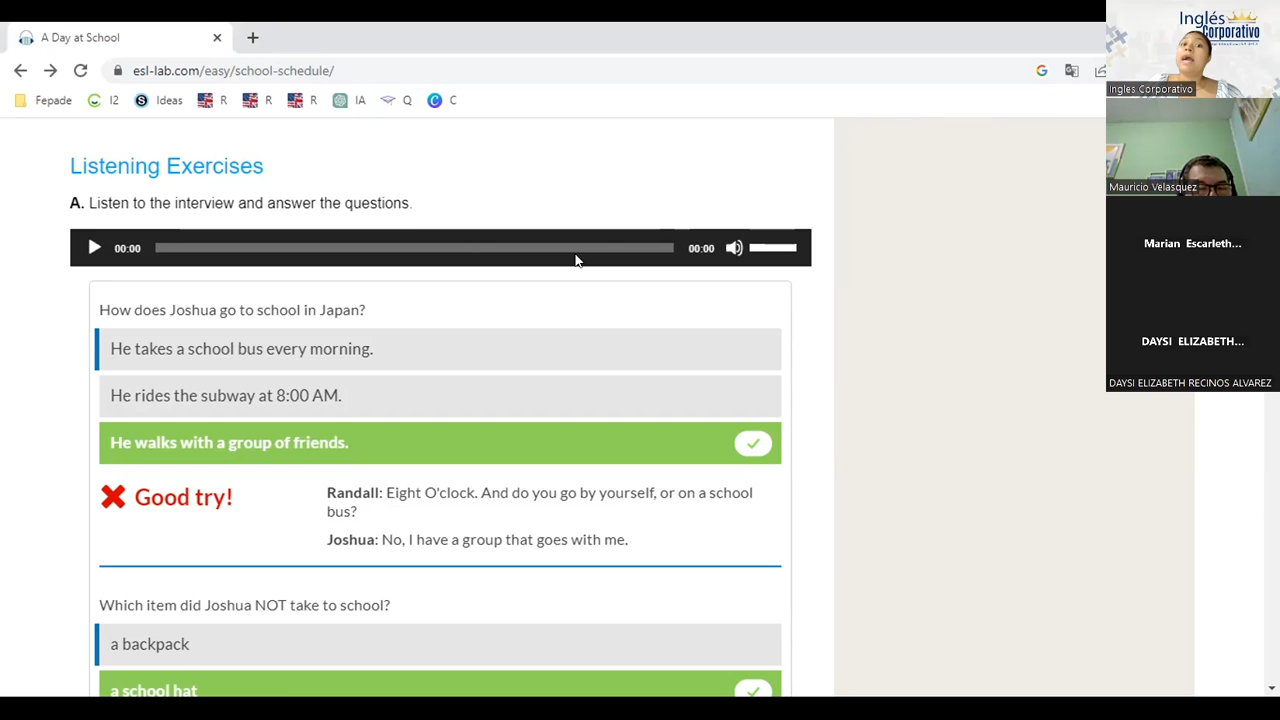 A Day at School
esl-lab.com/easy/school-schedule/
Fepade I2 Ideas R R R IA Q C
Listening Exercises
A. Listen to the interview and answer the questions.
00:00 00:00
How does Joshua go to school in Japan?
He takes a school bus every morning.
He rides the subway at 8:00 AM.
He walks with a group of friends.
Good try!
Randall: Eight O'clock. And do you go by yourself, or on a school
bus?
Joshua: No, I have a group that goes with me.
Which item did Joshua NOT take to school?
a backpack
a school hat
Inglés
Corporativo
Ingles Corporativo
Mauricio Velasquez
Marian Escarleth...
DAYSI ELIZABETH...
DAYSI ELIZABETH RECINOS ALVAREZ